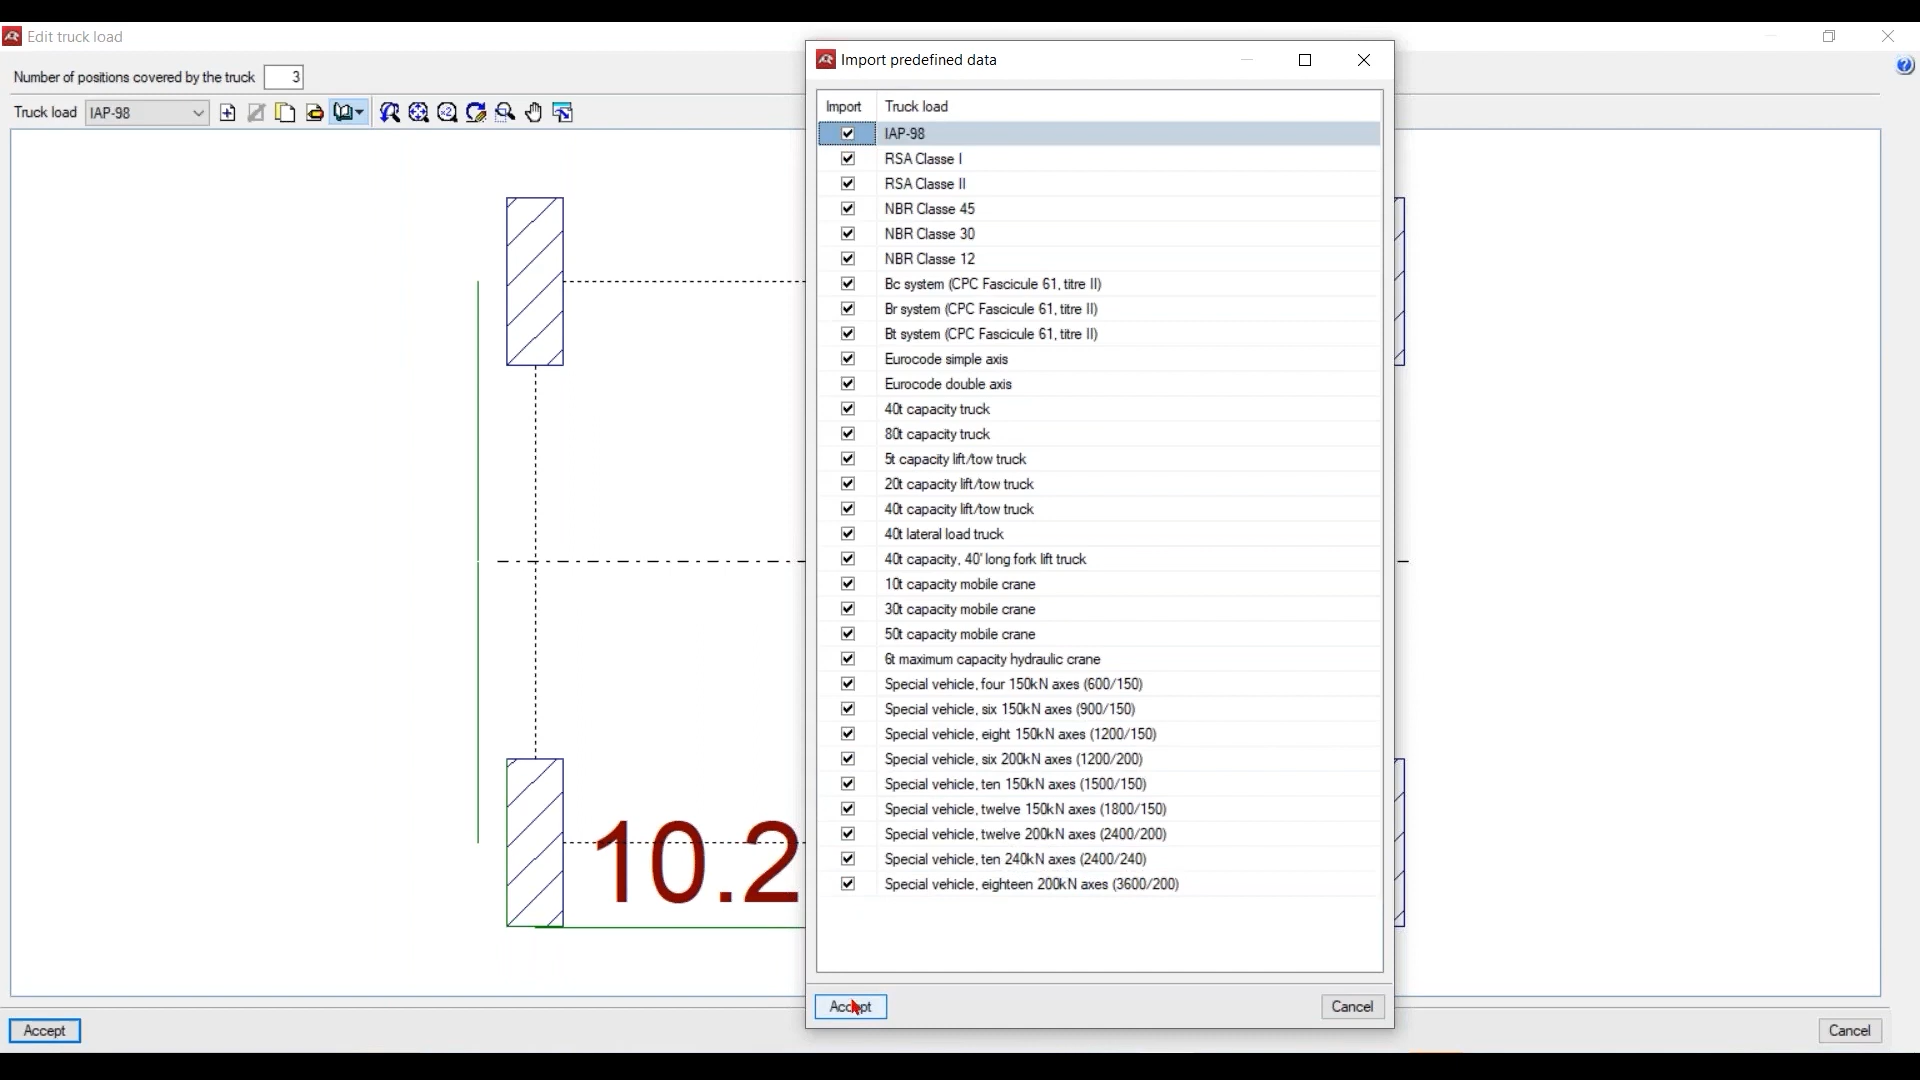 Edit truck load
Number of positions covered by the truck 3
Truck load IAP-98
Import predefined data
Import Truck load
IAP-98
RSA Classe I
RSA Classe II
NBR Classe 45
NBR Classe 30
NBR Classe 12
Bc system (CPC Fascicule 61, titre II)
Br system (CPC Fascicule 61, titre II)
Bt system (CPC Fascicule 61, titre II)
Eurocode simple axis
Eurocode double axis
40t capacity truck
80t capacity truck
5t capacity lift/tow truck
20t capacity lift/tow truck
40t capacity lift/tow truck
40t lateral load truck
40t capacity, 40' long fork lift truck
10t capacity mobile crane
30t capacity mobile crane
50t capacity mobile crane
6t maximum capacity hydraulic crane
Special vehicle, four 150kN axes (600/150)
Special vehicle, six 150kN axes (900/150)
Special vehicle, eight 150kN axes (1200/150)
Special vehicle, six 200kN axes (1200/200)
Special vehicle, ten 150kN axes (1500/150)
Special vehicle, twelve 150kN axes (1800/150)
Special vehicle, twelve 200kN axes (2400/200)
Special vehicle, ten 240kN axes (2400/240)
Special vehicle, eighteen 200kN axes (3600/200)
10.2
Accept Cancel
Accept Cancel